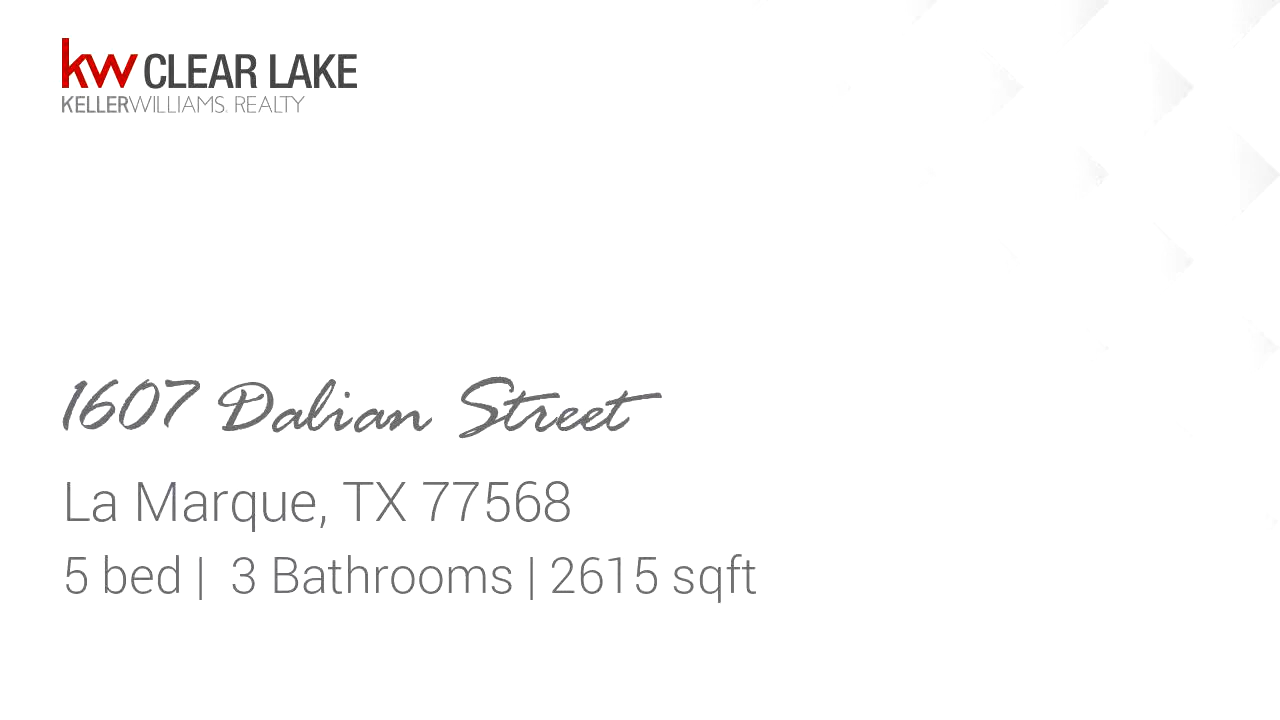 kw CLEAR LAKE
KELLERWILLIAMS. REALTY
1607 Dalian Street
La Marque, TX 77568
5 bed | 3 Bathrooms | 2615 sqft